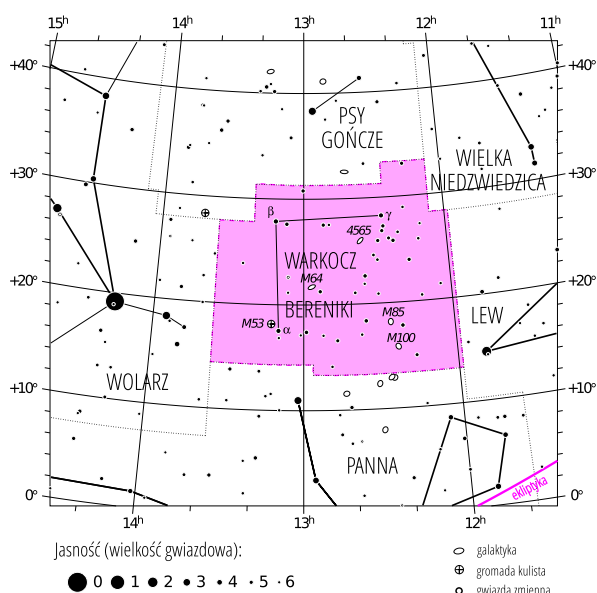 15h 14h 13h 12h 11h
+40° +40°
PSY
GOŃCZE
WIELKA
NIEDŹWIEDZICA
+30° +30°
β γ
4565
WARKOCZ
M64
+20° +20°
BERENIKI
M53 α M85
LEW
M100
WOLARZ
+10° +10°
PANNA
ekliptyka
0° 0°
14h 13h 12h
Jasność (wielkość gwiazdowa):
0 1 2 3 4 5 6
galaktyka
gromada kulista
gwiazda zmienna